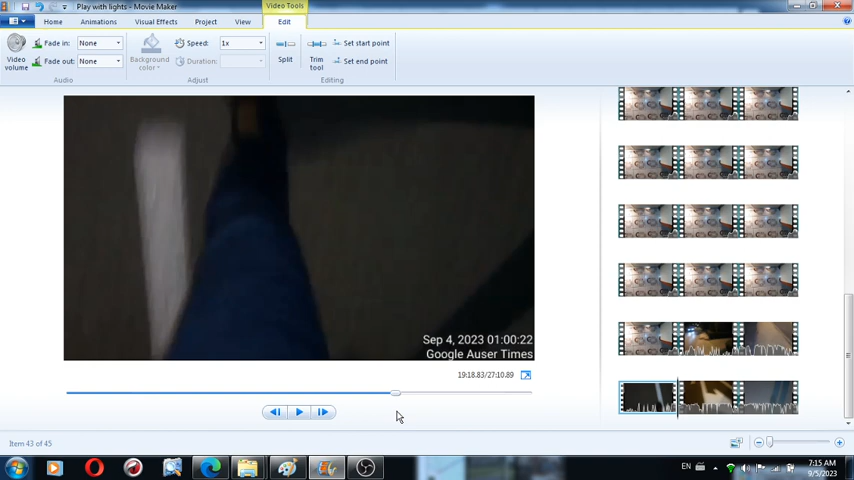 Play with lights - Movie Maker
Video Tools
Home
Animations
Visual Effects
Project
View
Edit
Video
volume
Fade in:
None
Fade out:
None
Audio
Background
color
Speed:
1x
Duration:
Adjust
Split
Trim
tool
Set start point
Set end point
Editing
Sep 4, 2023 01:00:22
Google Auser Times
19:18.83/27:10.89
Item 43 of 45
EN
7:15 AM
9/5/2023